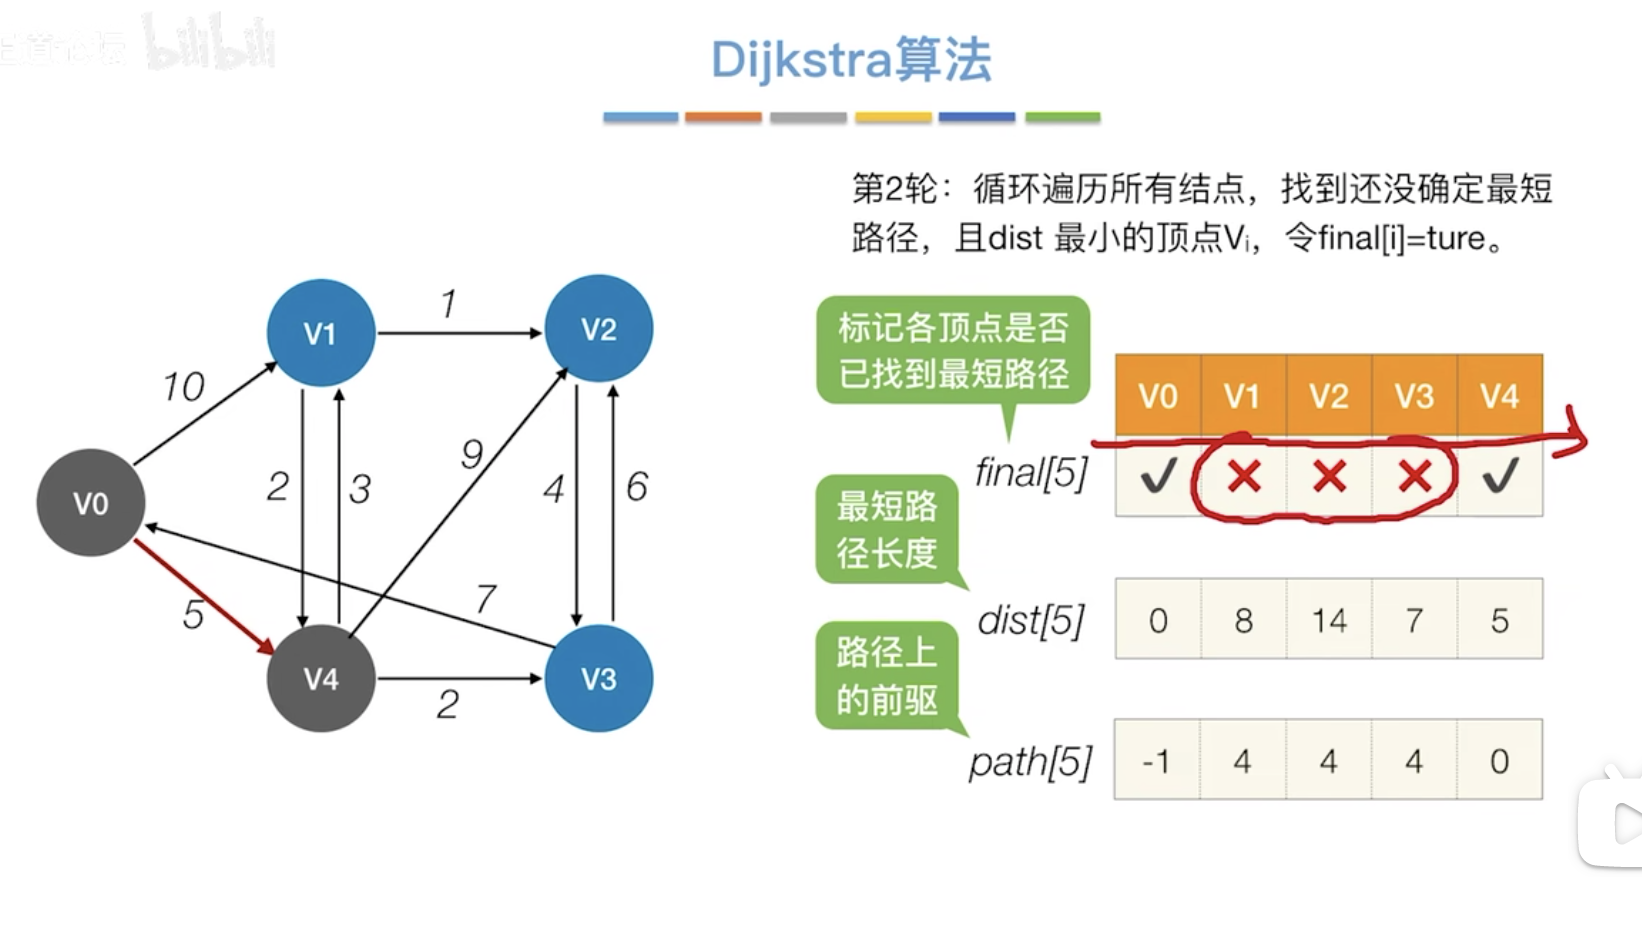 bilibili
Dijkstra算法
第2轮：循环遍历所有结点，找到还没确定最短
路径，且dist 最小的顶点Vi，令final[i]=ture。
标记各顶点是否
已找到最短路径
V0 V1 V2 V3 V4
final[5] ✓ ✕ ✕ ✕ ✓
最短路
径长度
dist[5] 0 8 14 7 5
路径上
的前驱
path[5] -1 4 4 4 0
V1
1
V2
10
2
3
9
4
6
V0
5
7
V4
2
V3